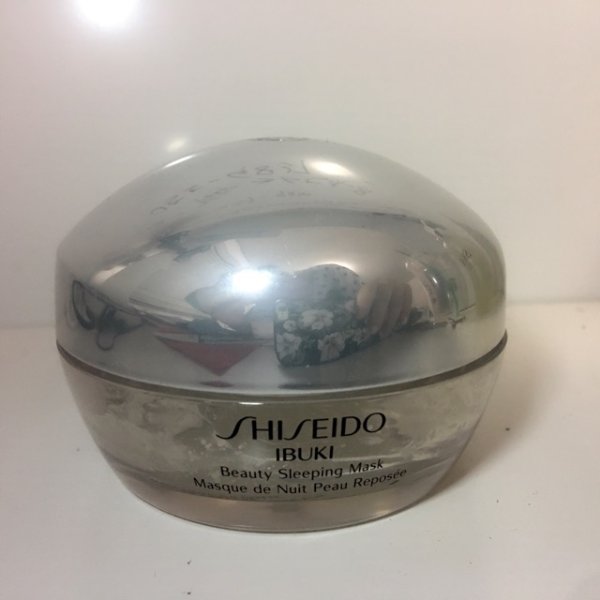 SHISEIDO
IBUKI
Beauty Sleeping Mask
Masque de Nuit Peau Reposée